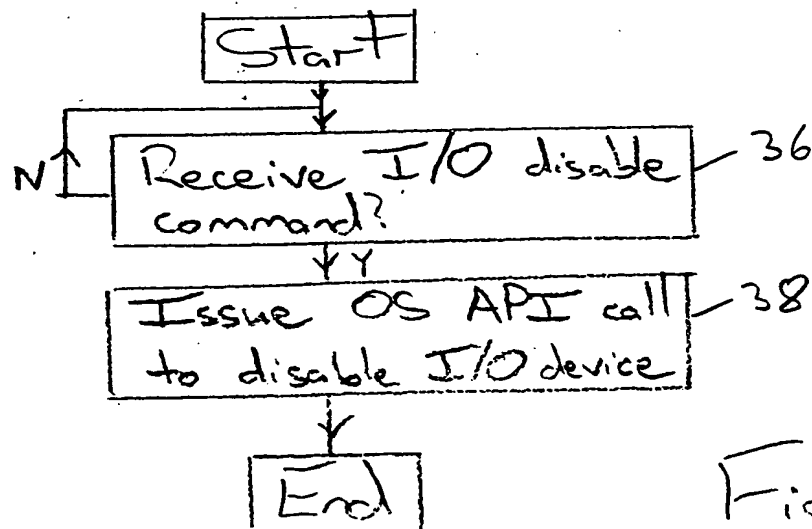 Start
N
Receive I/O disable
command?
36
Y
Issue OS API call
to disable I/O device
38
End